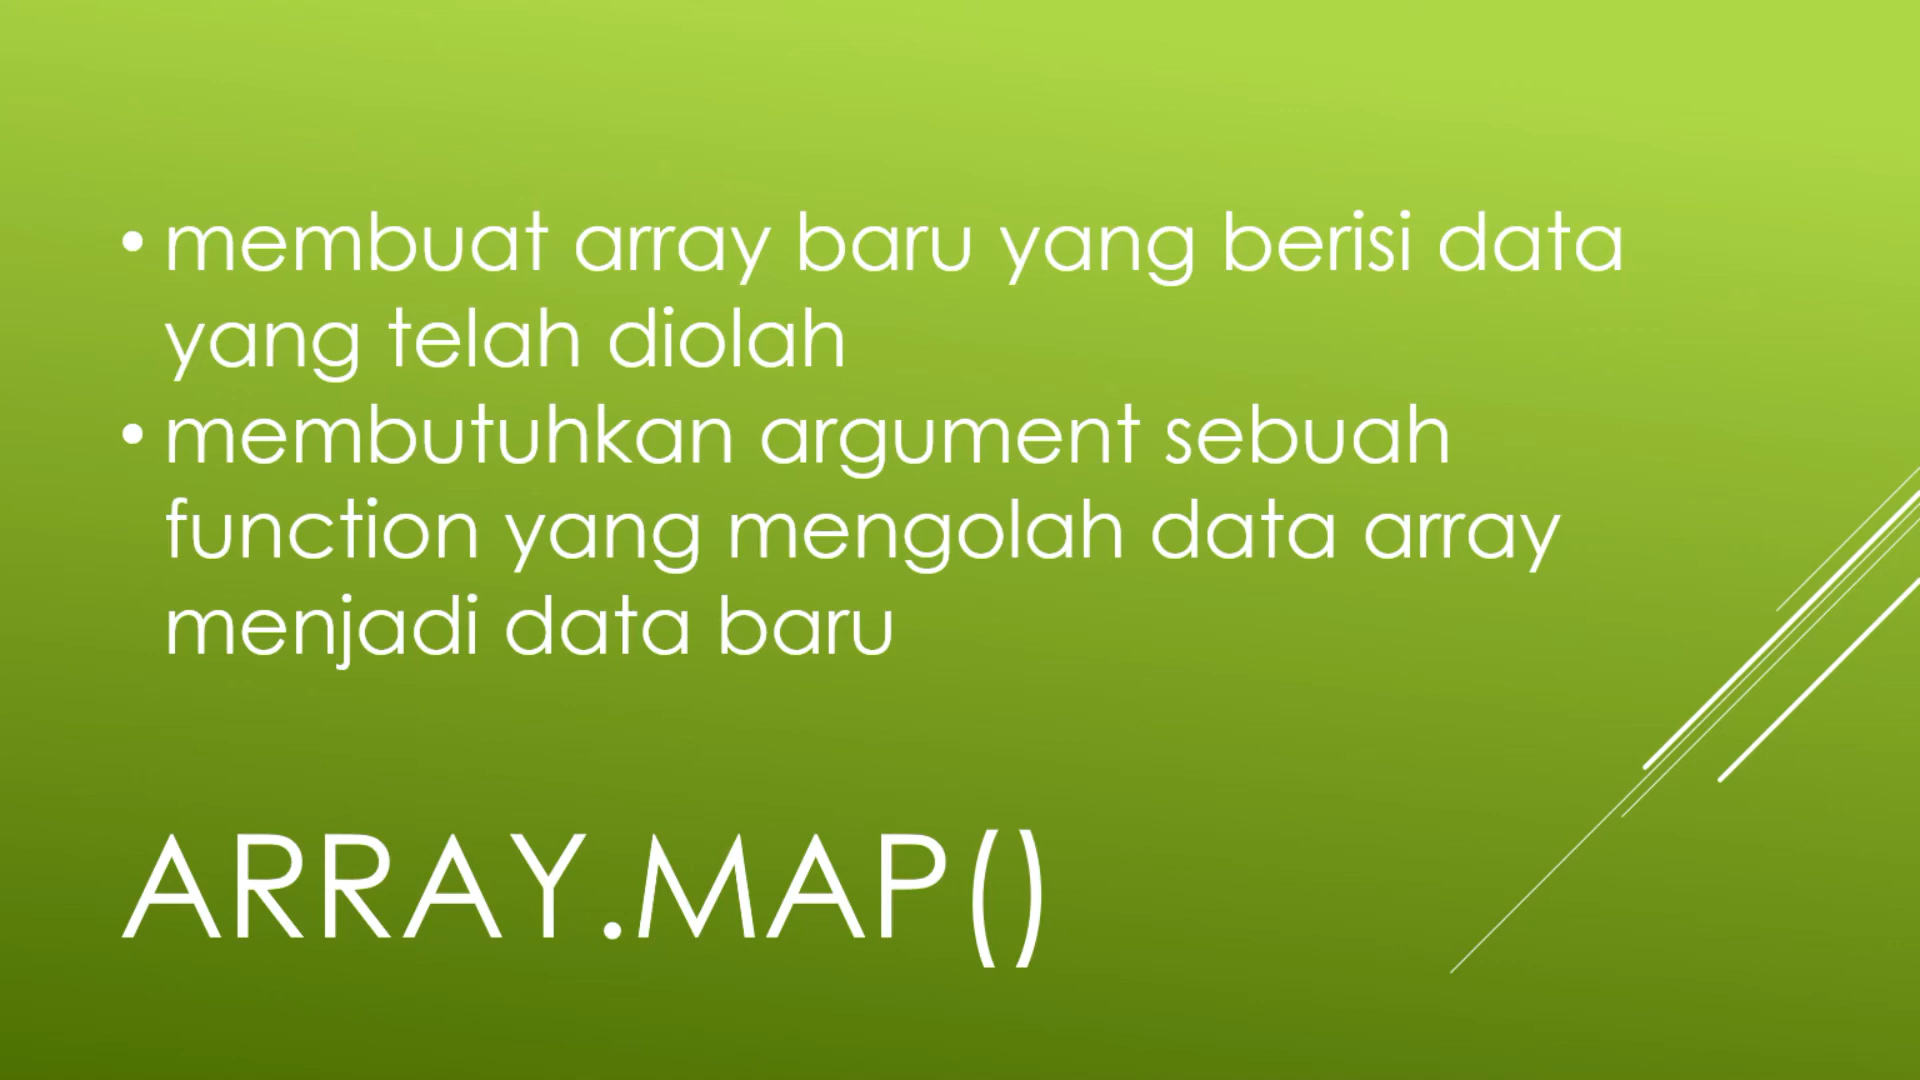 • membuat array baru yang berisi data
yang telah diolah
• membutuhkan argument sebuah
function yang mengolah data array
menjadi data baru
ARRAY.MAP()